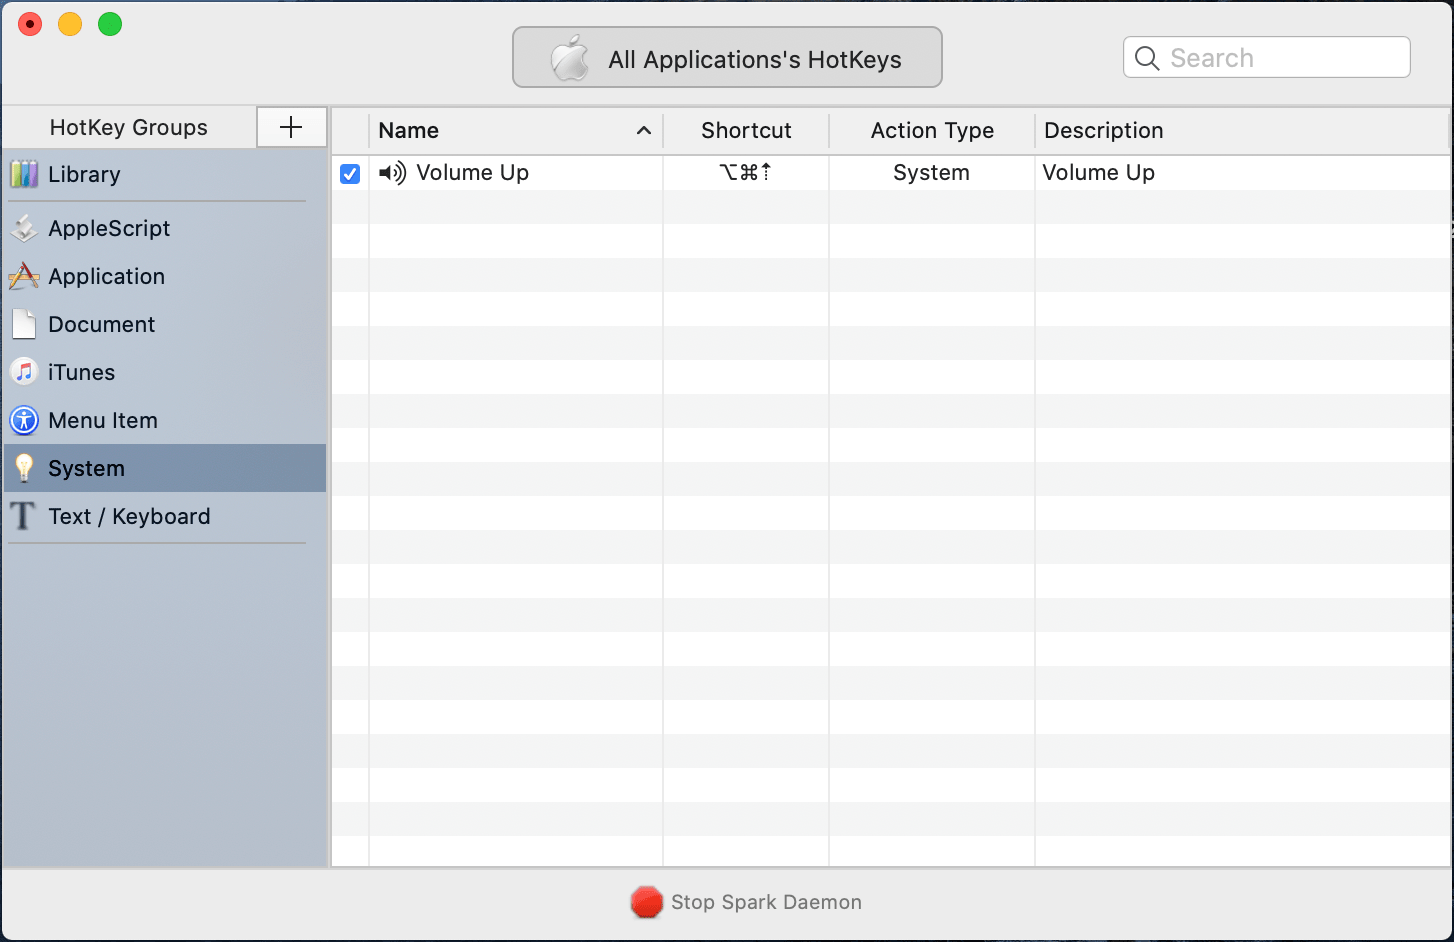 All Applications's HotKeys
Search
HotKey Groups
Name Shortcut Action Type Description
Library
AppleScript
Application
Document
iTunes
Menu Item
System
Text / Keyboard
Volume Up ⌥⌘⇡ System Volume Up
Stop Spark Daemon